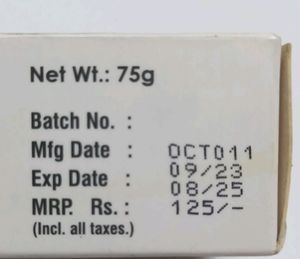 Net Wt.: 75g
Batch No. :
Mfg Date : OCT011
Exp Date : 09/23
MRP. Rs. : 08/25
(Incl. all taxes.) 125/-